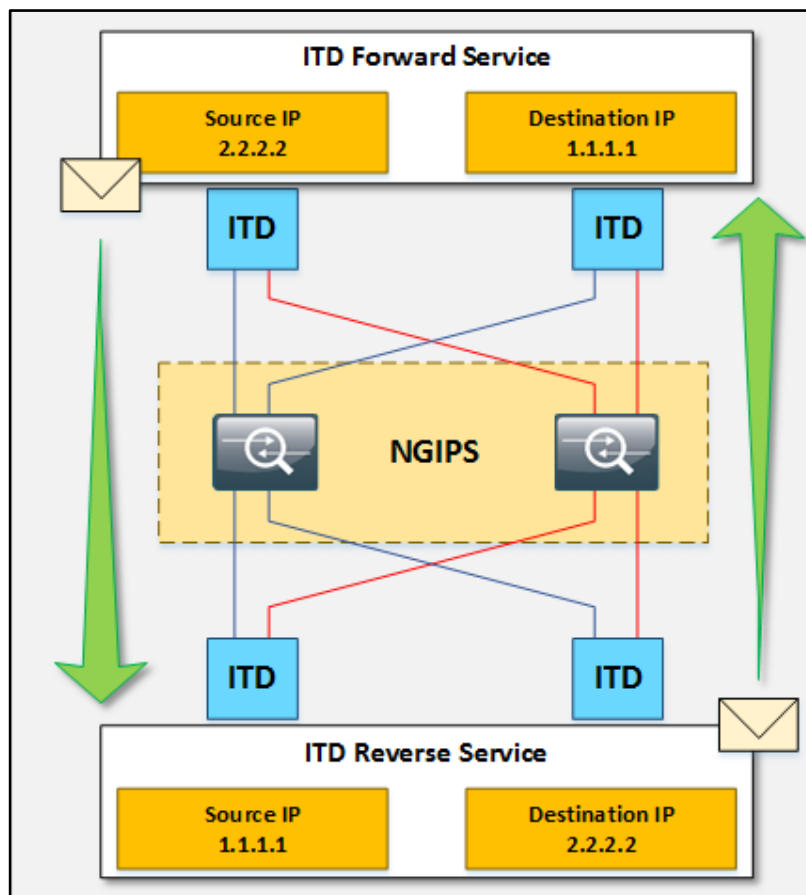 ITD Forward Service
Source IP
2.2.2.2
Destination IP
1.1.1.1
ITD
ITD
NGIPS
ITD
ITD
ITD Reverse Service
Source IP
1.1.1.1
Destination IP
2.2.2.2